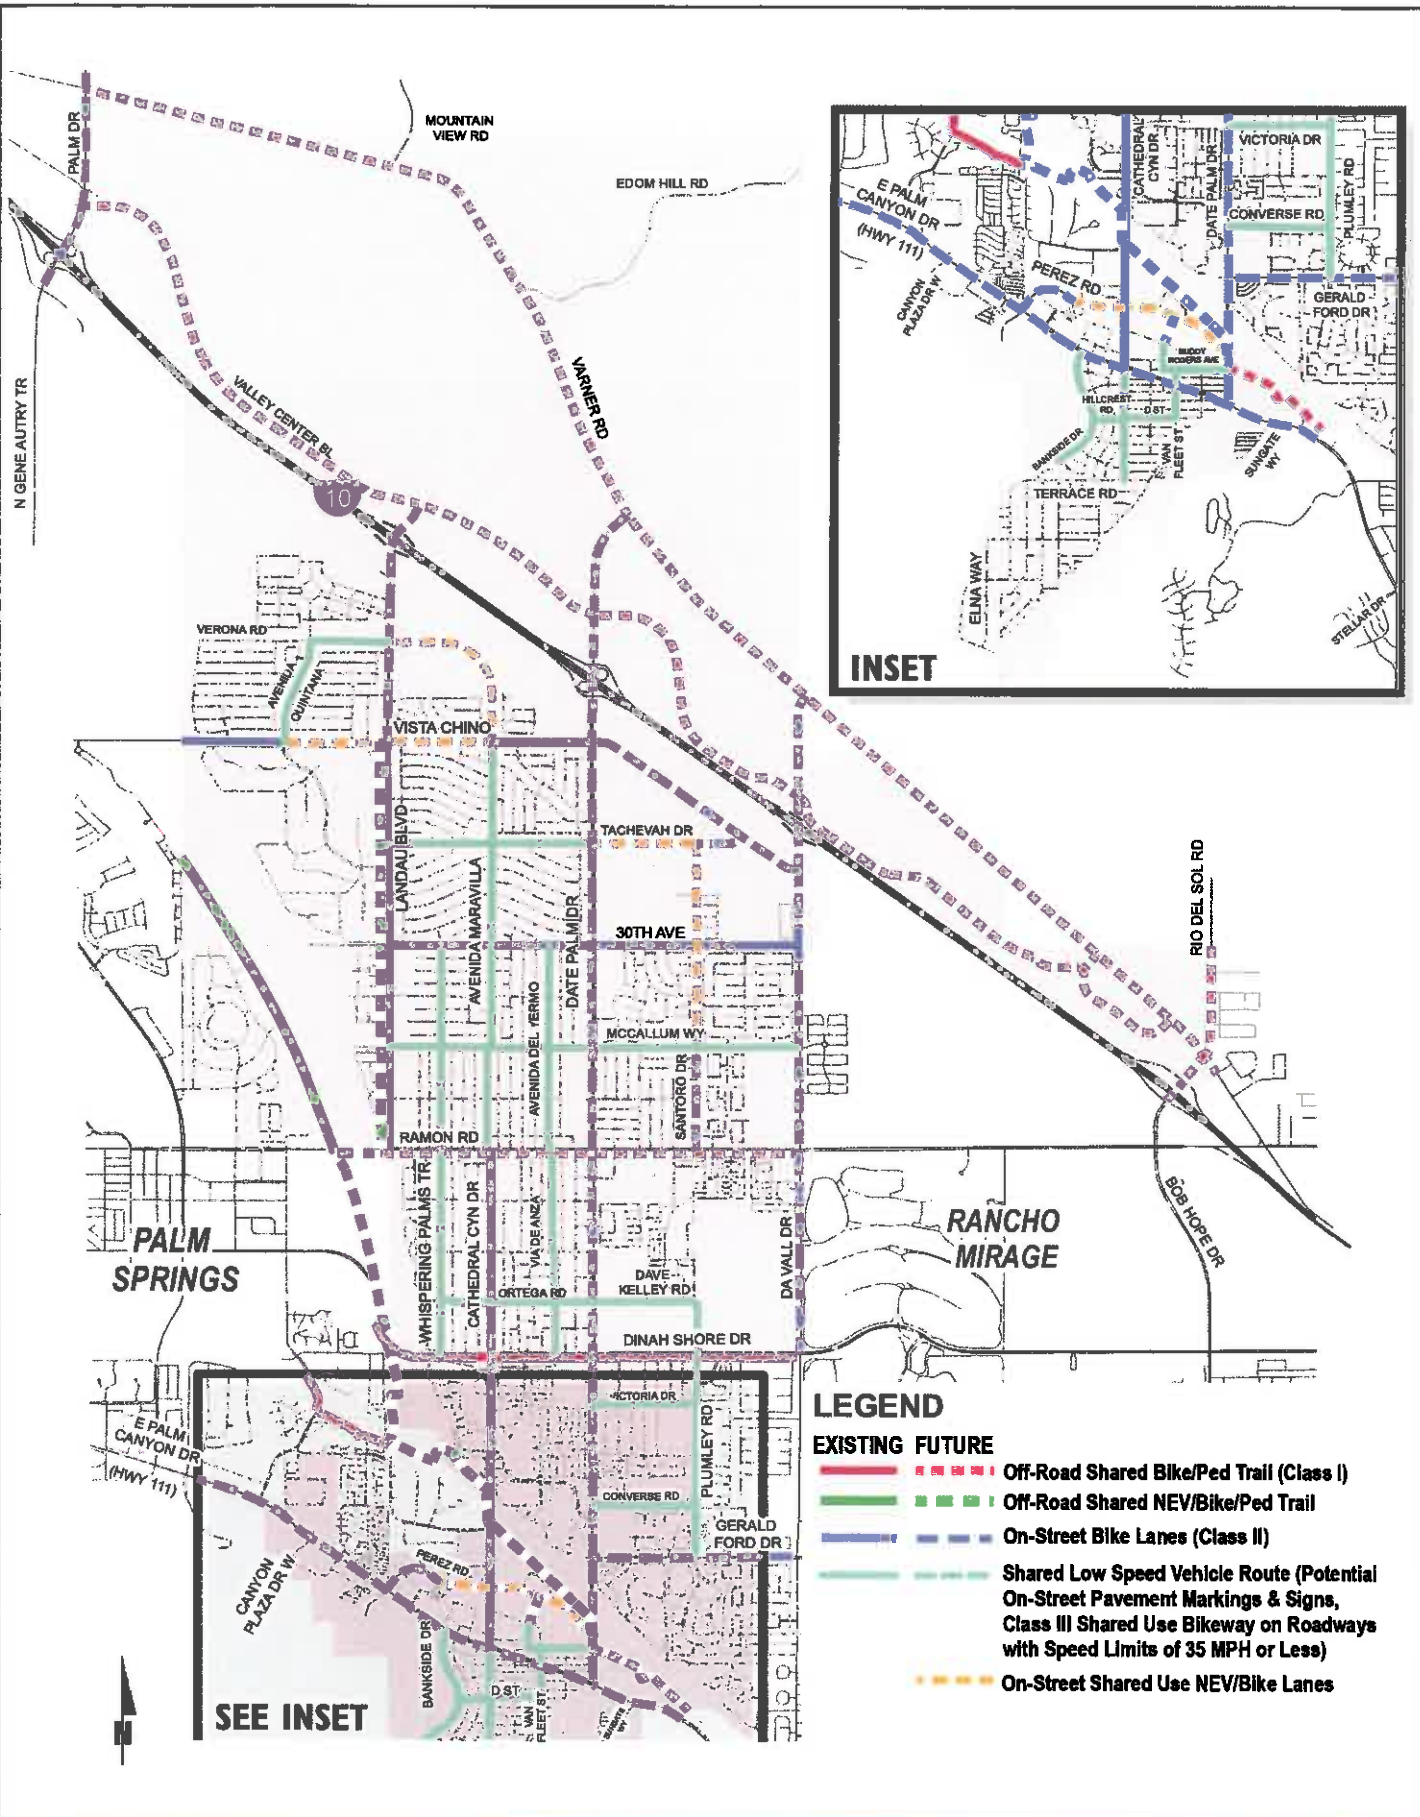 PALM DR
MOUNTAIN
VIEW RD
EDOM HILL RD
N GENE AUTRY TR
VALLEY CENTER BL
VARNER RD
10
VERONA RD
AVENIDA
QUINTANA
VISTA CHINO
LANDAU BLVD
TACHEVAH DR
AVENIDA MARAVILLA
DATE PALM DR
30TH AVE
AVENIDA DEL YERMO
MCCALLUM WY
SANTORO DR
RIO DEL SOL RD
RAMON RD
WHISPERING PALMS TR
CATHEDRAL CYN DR
VIA DE ANZA
PALM
SPRINGS
RANCHO
MIRAGE
BOB HOPE DR
DA VALL DR
DAVE
KELLEY RD
ORTEGA RD
DINAH SHORE DR
E PALM
CANYON DR
(HWY 111)
VICTORIA DR
PLUMLEY RD
CONVERSE RD
GERALD
FORD DR
CANYON
PLAZA DR W
PEREZ RD
BANKSIDE DR
D ST
VAN
FLEET ST
SUNGATE
WY
SEE INSET
N
E PALM
CANYON DR
(HWY 111)
CATHEDRAL
CYN DR
DATE PALM DR
VICTORIA DR
PLUMLEY RD
CONVERSE RD
CANYON
PLAZA DR W
PEREZ RD
GERALD
FORD DR
BUDDY
ROGERS AVE
HILLCREST
RD
D ST
BANKSIDE DR
VAN
FLEET ST
SUNGATE
WY
TERRACE RD
ELNA WAY
STELLAR DR
INSET
LEGEND
EXISTING FUTURE
Off-Road Shared Bike/Ped Trail (Class I)
Off-Road Shared NEV/Bike/Ped Trail
On-Street Bike Lanes (Class II)
Shared Low Speed Vehicle Route (Potential
On-Street Pavement Markings & Signs,
Class III Shared Use Bikeway on Roadways
with Speed Limits of 35 MPH or Less)
On-Street Shared Use NEV/Bike Lanes